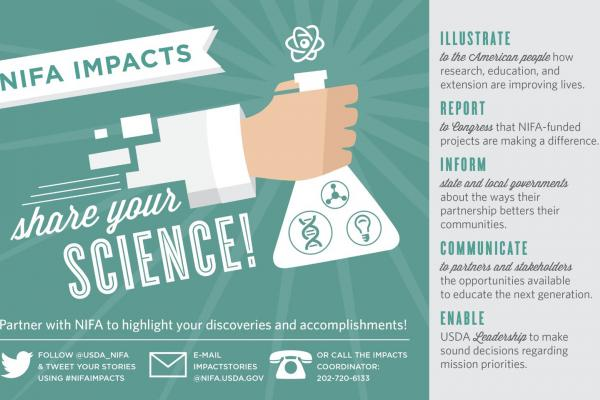 NIFA IMPACTS
share your
SCIENCE!
Partner with NIFA to highlight your discoveries and accomplishments!
FOLLOW @USDA_NIFA
& TWEET YOUR STORIES
USING #NIFAIMPACTS
E-MAIL
IMPACTSTORIES
@NIFA.USDA.GOV
OR CALL THE IMPACTS
COORDINATOR:
202-720-6133
ILLUSTRATE
to the American people how
research, education, and
extension are improving lives.
REPORT
to Congress that NIFA-funded
projects are making a difference.
INFORM
state and local governments
about the ways their
partnership betters their
communities.
COMMUNICATE
to partners and stakeholders
the opportunities available
to educate the next generation.
ENABLE
USDA Leadership to make
sound decisions regarding
mission priorities.